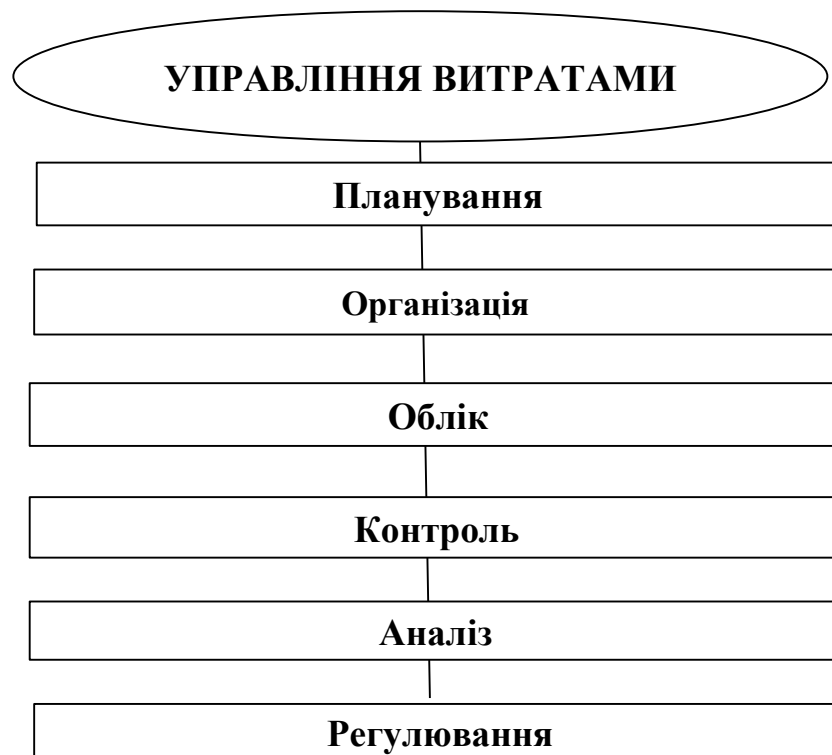 УПРАВЛІННЯ ВИТРАТАМИ
Планування
Організація
Облік
Контроль
Аналіз
Регулювання